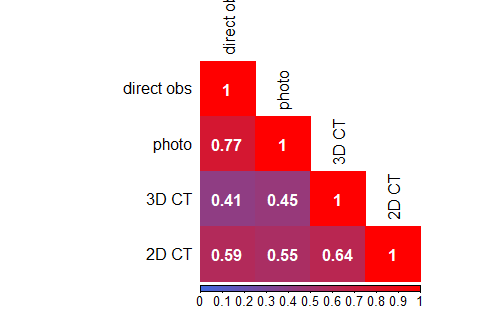 direct obs
direct obs 1
photo
photo 0.77 1
3D CT
3D CT 0.41 0.45 1
2D CT
2D CT 0.59 0.55 0.64 1
0 0.1 0.2 0.3 0.4 0.5 0.6 0.7 0.8 0.9 1